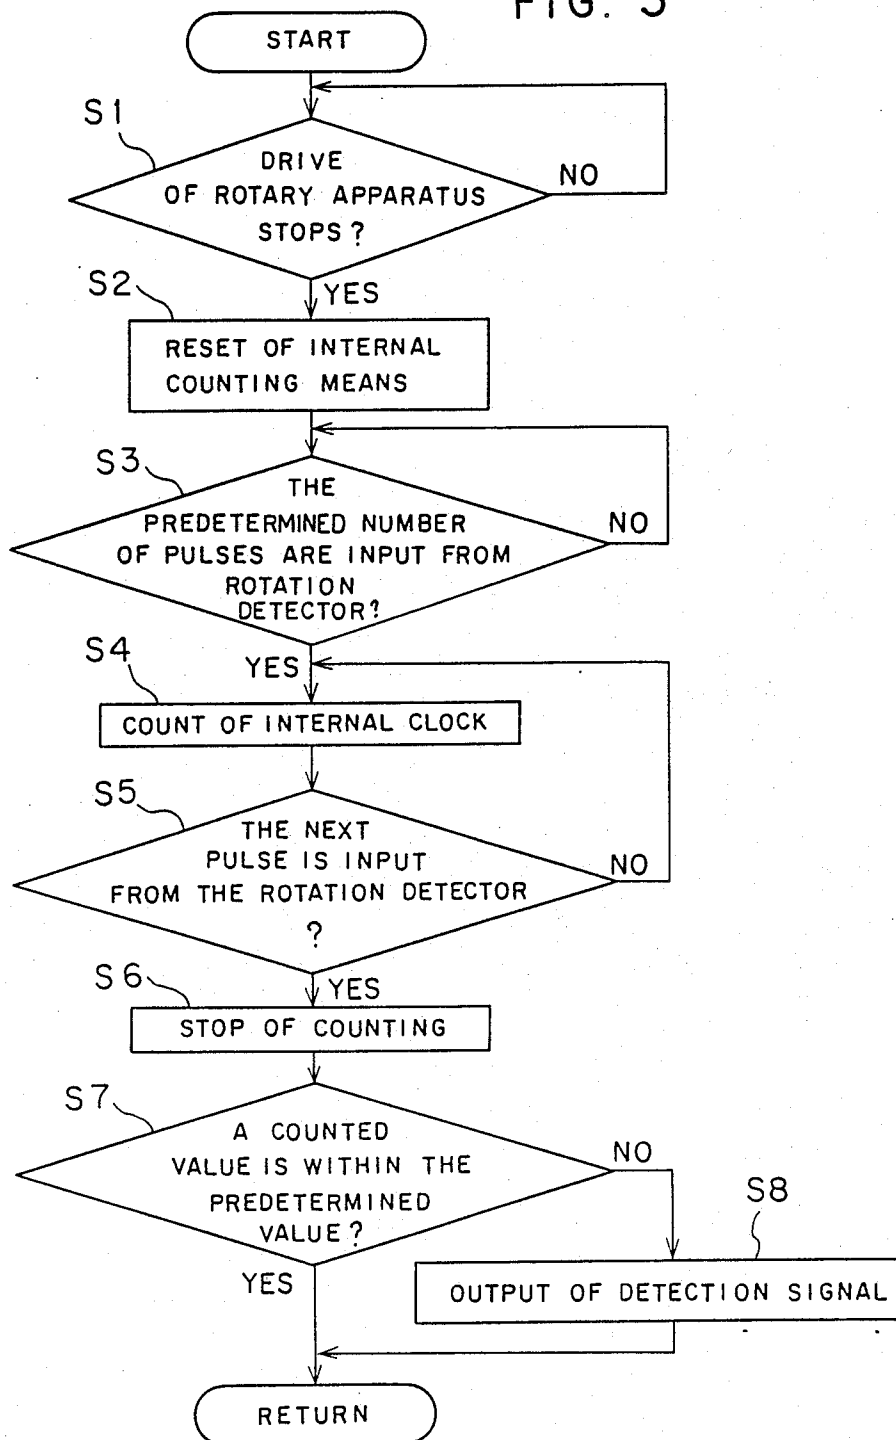 FIG. 5
START
S1
DRIVE
OF ROTARY APPARATUS
STOPS?
NO
YES
S2
RESET OF INTERNAL
COUNTING MEANS
S3
THE
PREDETERMINED NUMBER
OF PULSES ARE INPUT FROM
ROTATION
DETECTOR?
NO
YES
S4
COUNT OF INTERNAL CLOCK
S5
THE NEXT
PULSE IS INPUT
FROM THE ROTATION DETECTOR
?
NO
YES
S6
STOP OF COUNTING
S7
A COUNTED
VALUE IS WITHIN THE
PREDETERMINED
VALUE?
NO
YES
S8
OUTPUT OF DETECTION SIGNAL
RETURN